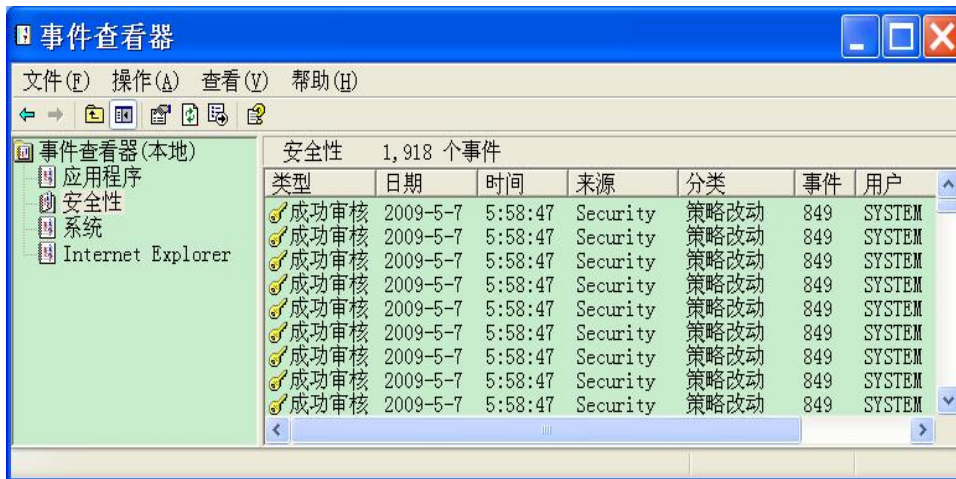 事件查看器
文件(F) 操作(A) 查看(V) 帮助(H)
事件查看器(本地)
应用程序
安全性
系统
Internet Explorer
安全性 1,918 个事件
类型 日期 时间 来源 分类 事件 用户
成功审核 2009-5-7 5:58:47 Security 策略改动 849 SYSTEM
成功审核 2009-5-7 5:58:47 Security 策略改动 849 SYSTEM
成功审核 2009-5-7 5:58:47 Security 策略改动 849 SYSTEM
成功审核 2009-5-7 5:58:47 Security 策略改动 849 SYSTEM
成功审核 2009-5-7 5:58:47 Security 策略改动 849 SYSTEM
成功审核 2009-5-7 5:58:47 Security 策略改动 849 SYSTEM
成功审核 2009-5-7 5:58:47 Security 策略改动 849 SYSTEM
成功审核 2009-5-7 5:58:47 Security 策略改动 849 SYSTEM
成功审核 2009-5-7 5:58:47 Security 策略改动 849 SYSTEM